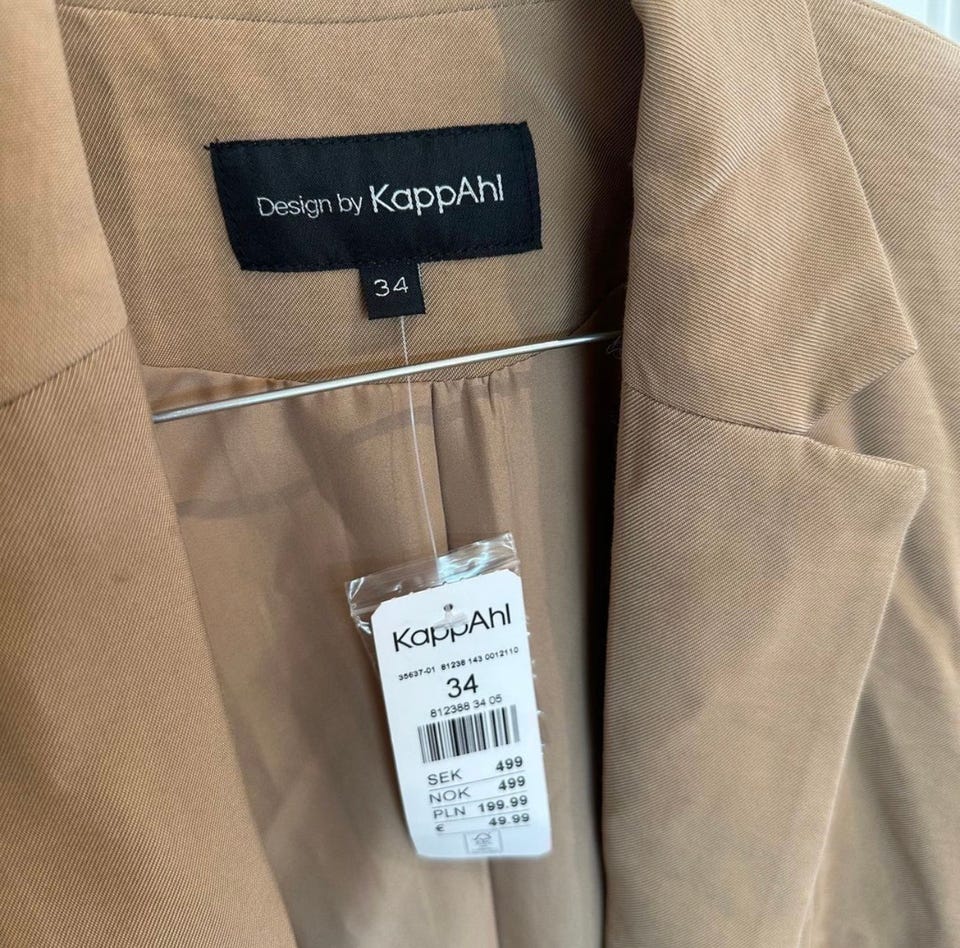 Design by KappAhl
34
KappAhl
35637-01 81238 143 0012110
34
812388 34 05
SEK 499
NOK 499
PLN 199.99
€ 49.99